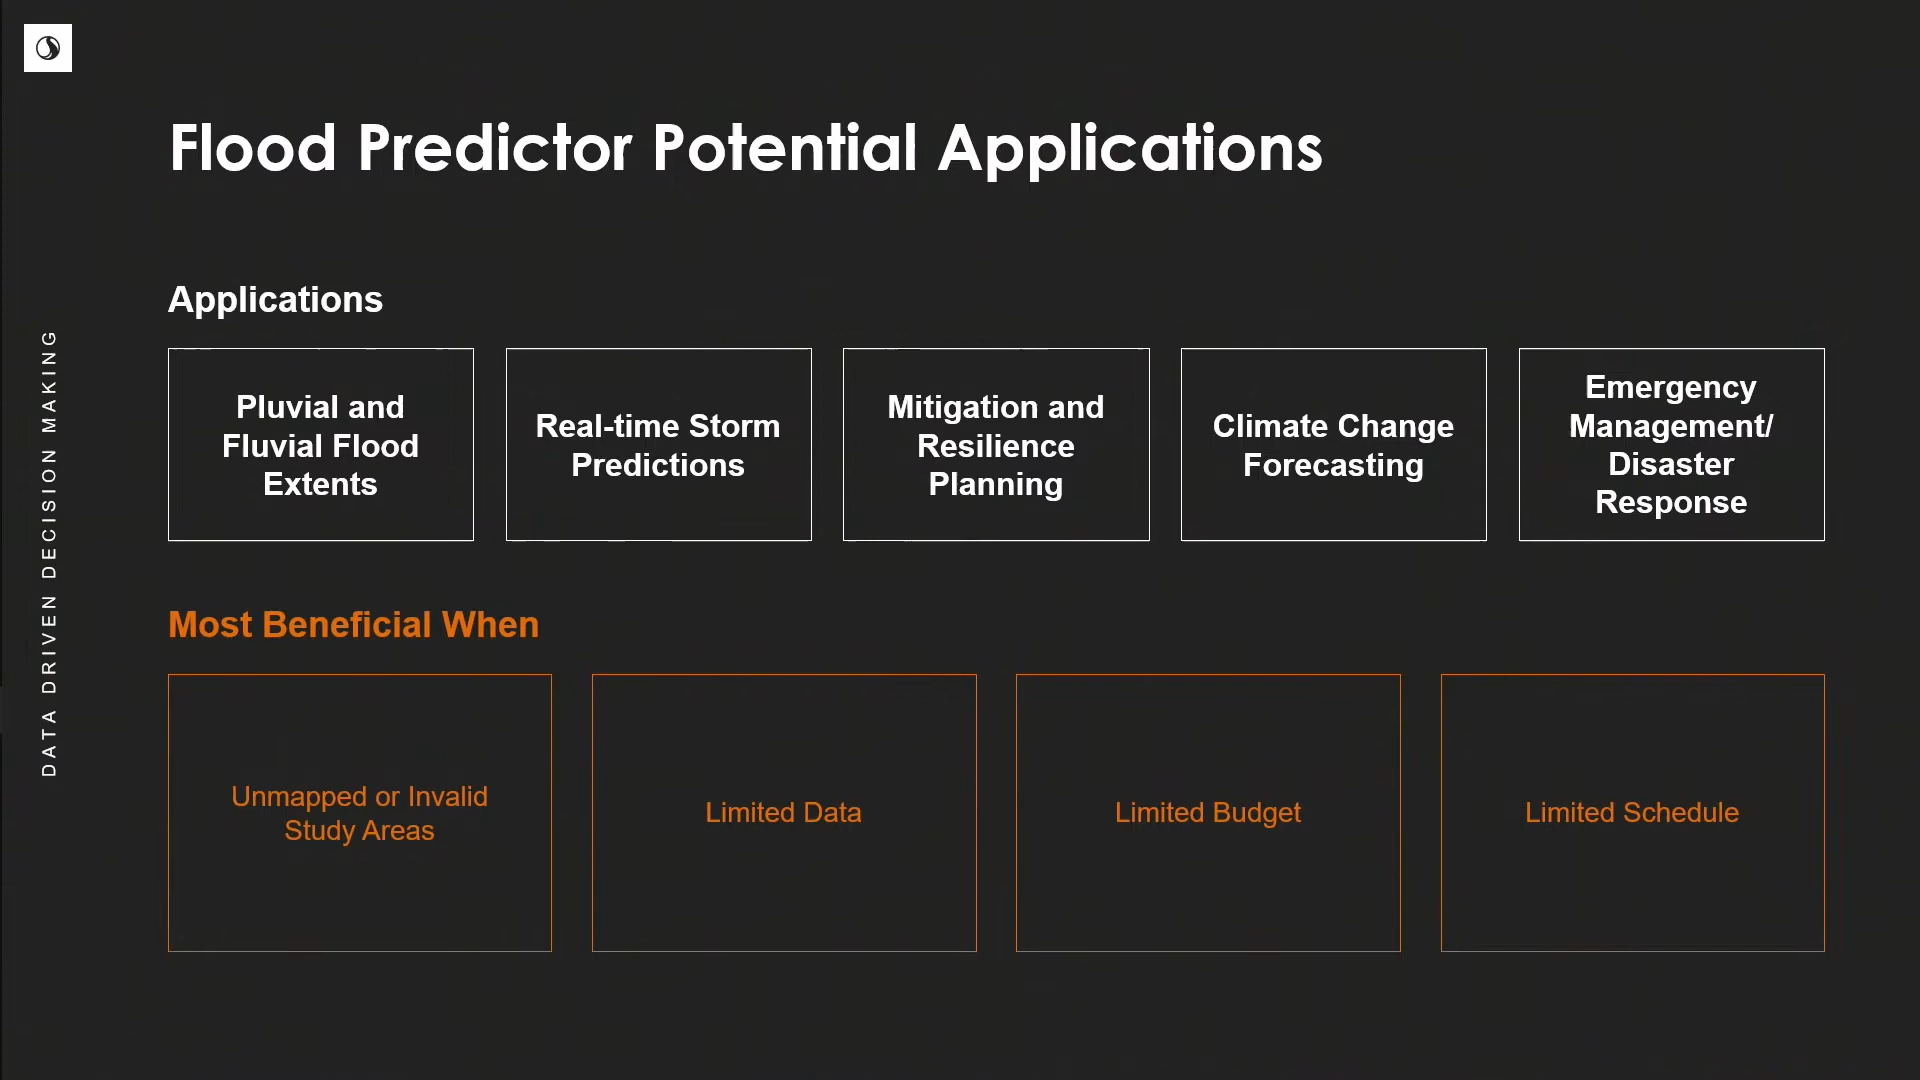 Flood Predictor Potential Applications
DATA DRIVEN DECISION MAKING
Applications
Pluvial and
Fluvial Flood
Extents
Real-time Storm
Predictions
Mitigation and
Resilience
Planning
Climate Change
Forecasting
Emergency
Management/
Disaster
Response
Most Beneficial When
Unmapped or Invalid
Study Areas
Limited Data
Limited Budget
Limited Schedule